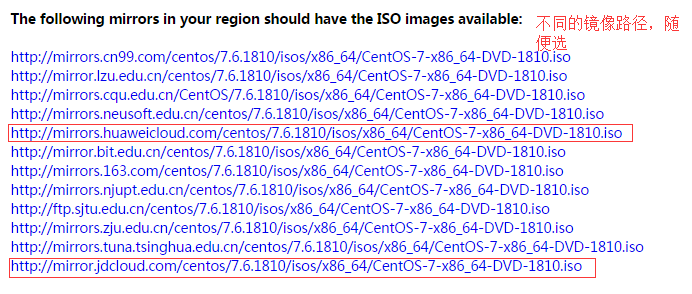 The following mirrors in your region should have the ISO images available:
不同的镜像路径，随
便选
http://mirrors.cn99.com/centos/7.6.1810/isos/x86_64/CentOS-7-x86_64-DVD-1810.iso
http://mirror.lzu.edu.cn/centos/7.6.1810/isos/x86_64/CentOS-7-x86_64-DVD-1810.iso
http://mirrors.cqu.edu.cn/CentOS/7.6.1810/isos/x86_64/CentOS-7-x86_64-DVD-1810.iso
http://mirrors.neusoft.edu.cn/centos/7.6.1810/isos/x86_64/CentOS-7-x86_64-DVD-1810.iso
http://mirrors.huaweicloud.com/centos/7.6.1810/isos/x86_64/CentOS-7-x86_64-DVD-1810.iso
http://mirror.bit.edu.cn/centos/7.6.1810/isos/x86_64/CentOS-7-x86_64-DVD-1810.iso
http://mirrors.163.com/centos/7.6.1810/isos/x86_64/CentOS-7-x86_64-DVD-1810.iso
http://mirrors.njupt.edu.cn/centos/7.6.1810/isos/x86_64/CentOS-7-x86_64-DVD-1810.iso
http://ftp.sjtu.edu.cn/centos/7.6.1810/isos/x86_64/CentOS-7-x86_64-DVD-1810.iso
http://mirrors.zju.edu.cn/centos/7.6.1810/isos/x86_64/CentOS-7-x86_64-DVD-1810.iso
http://mirrors.tuna.tsinghua.edu.cn/centos/7.6.1810/isos/x86_64/CentOS-7-x86_64-DVD-1810.iso
http://mirror.jdcloud.com/centos/7.6.1810/isos/x86_64/CentOS-7-x86_64-DVD-1810.iso